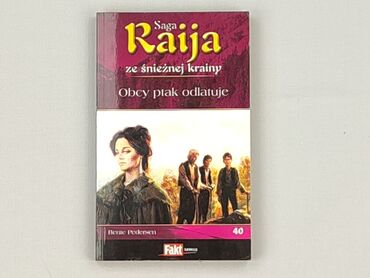 Saga
Raija
ze śnieżnej krainy
Obcy ptak odlatuje
Bente Pedersen
40
Fakt